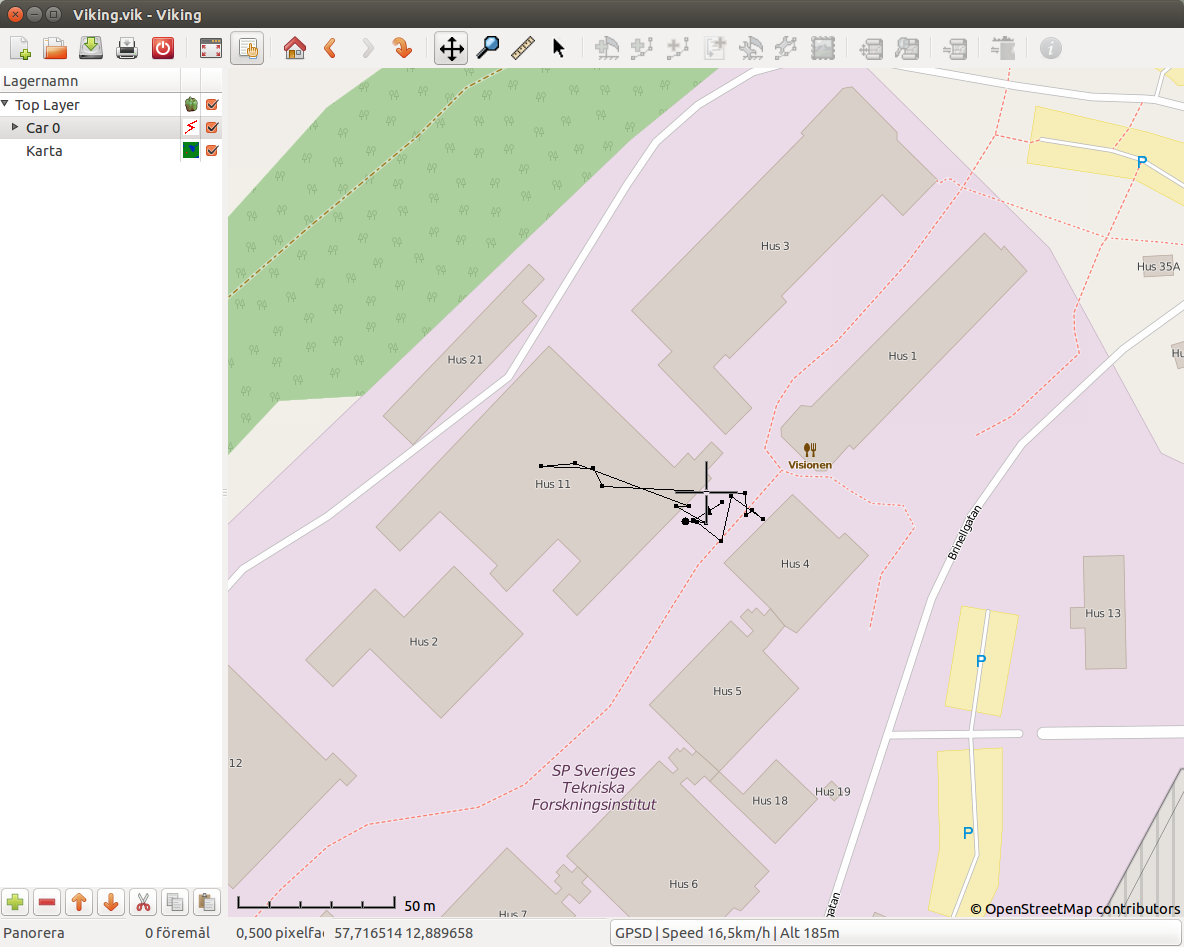 Viking.vik - Viking
Lagernamn
Top Layer
Car 0
Karta
P
Hus 3
Hus 35A
Hu
Hus 21
Hus 1
Visionen
Hus 11
Brinellgatan
Hus 4
Hus 13
Hus 2
P
Hus 5
12
SP Sveriges
Tekniska
Forskningsinstitut
Hus 18
Hus 19
P
Hus 6
Hus 7
gatan
50 m
© OpenStreetMap contributors
Panorera
0 föremål
0,500 pixelfa
57,716514 12,889658
GPSD | Speed 16,5km/h | Alt 185m